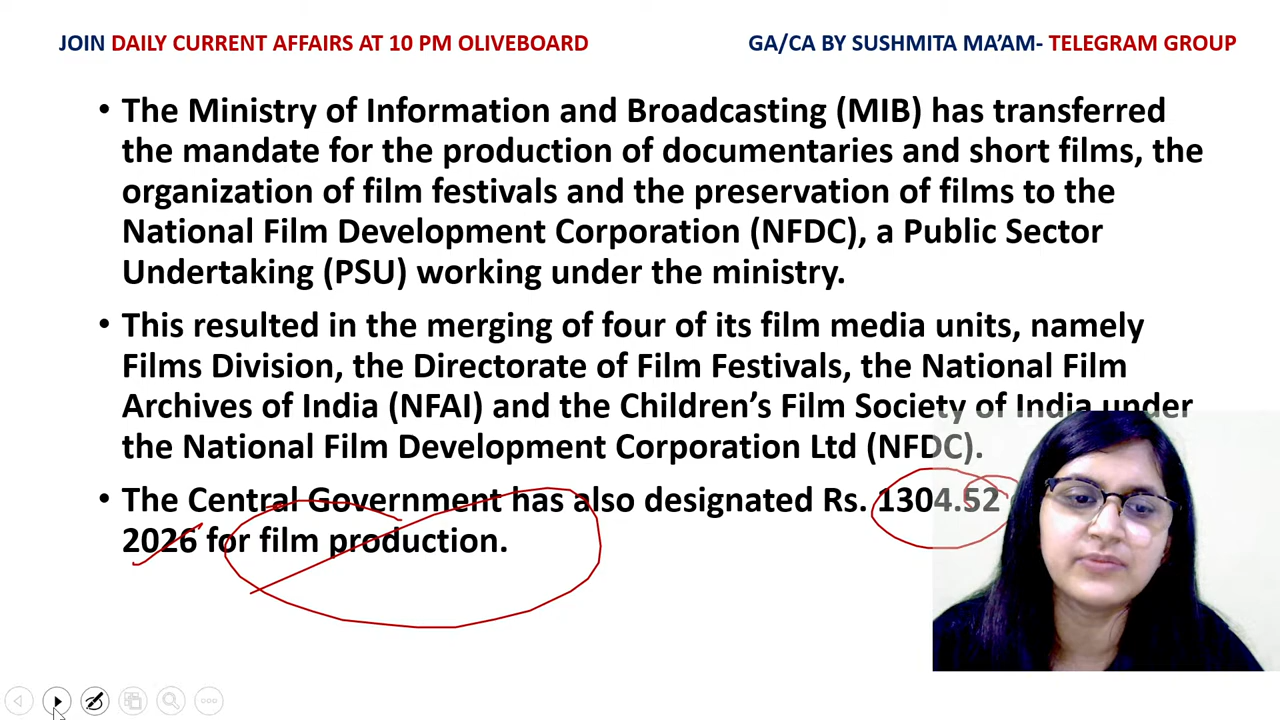 JOIN DAILY CURRENT AFFAIRS AT 10 PM OLIVEBOARD
GA/CA BY SUSHMITA MA'AM- TELEGRAM GROUP
• The Ministry of Information and Broadcasting (MIB) has transferred
the mandate for the production of documentaries and short films, the
organization of film festivals and the preservation of films to the
National Film Development Corporation (NFDC), a Public Sector
Undertaking (PSU) working under the ministry.
• This resulted in the merging of four of its film media units, namely
Films Division, the Directorate of Film Festivals, the National Film
Archives of India (NFAI) and the Children's Film Society of India under
the National Film Development Corporation Ltd (NFDC).
• The Central Government has also designated Rs. 1304.52
2026 for film production.